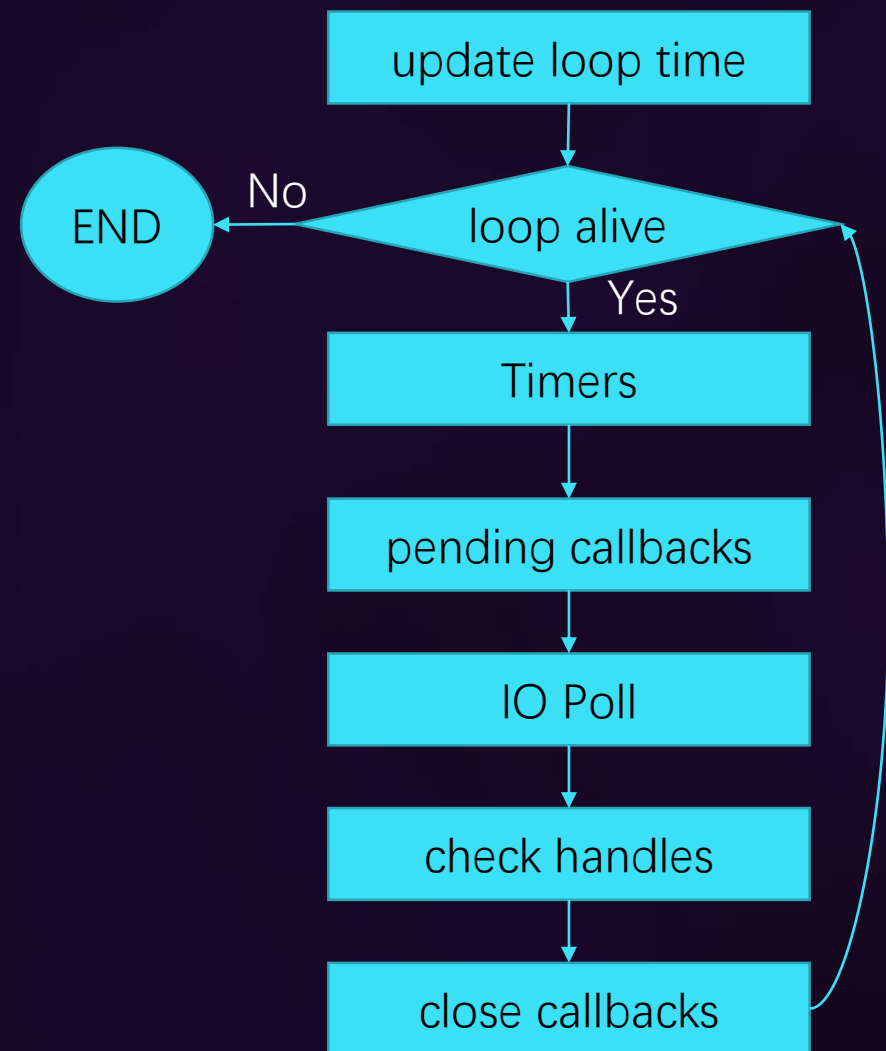 update loop time
No
END
loop alive
Yes
Timers
pending callbacks
IO Poll
check handles
close callbacks